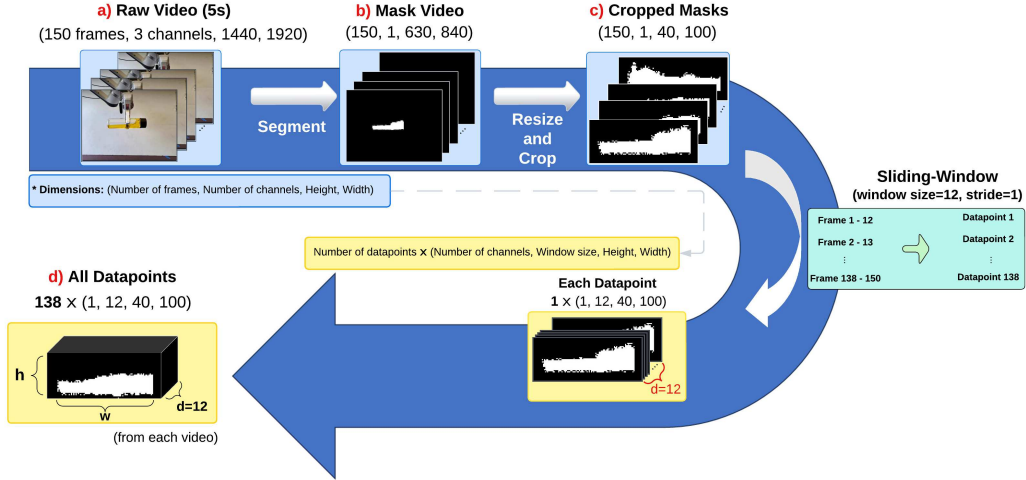 a) Raw Video (5s)
(150 frames, 3 channels, 1440, 1920)
b) Mask Video
(150, 1, 630, 840)
c) Cropped Masks
(150, 1, 40, 100)
Segment
Resize
and
Crop
* Dimensions: (Number of frames, Number of channels, Height, Width)
Sliding-Window
(window size=12, stride=1)
Frame 1 - 12
Datapoint 1
Frame 2 - 13
Datapoint 2
⋮
⋮
Frame 138 - 150
Datapoint 138
Number of datapoints x (Number of channels, Window size, Height, Width)
Each Datapoint
1 x (1, 12, 40, 100)
d=12
d) All Datapoints
138 x (1, 12, 40, 100)
h
w
d=12
(from each video)